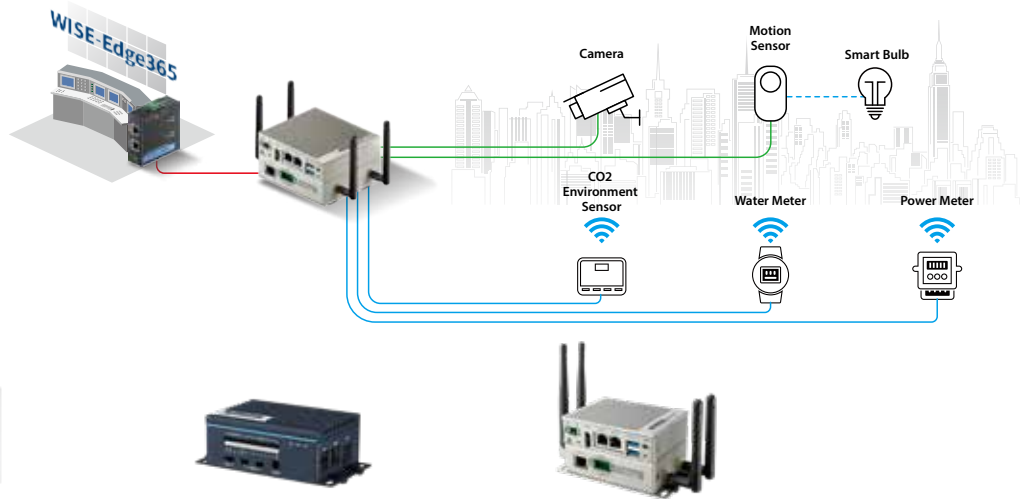 WISE-Edge365
Camera
Motion
Sensor
Smart Bulb
CO2
Environment
Sensor
Water Meter
Power Meter